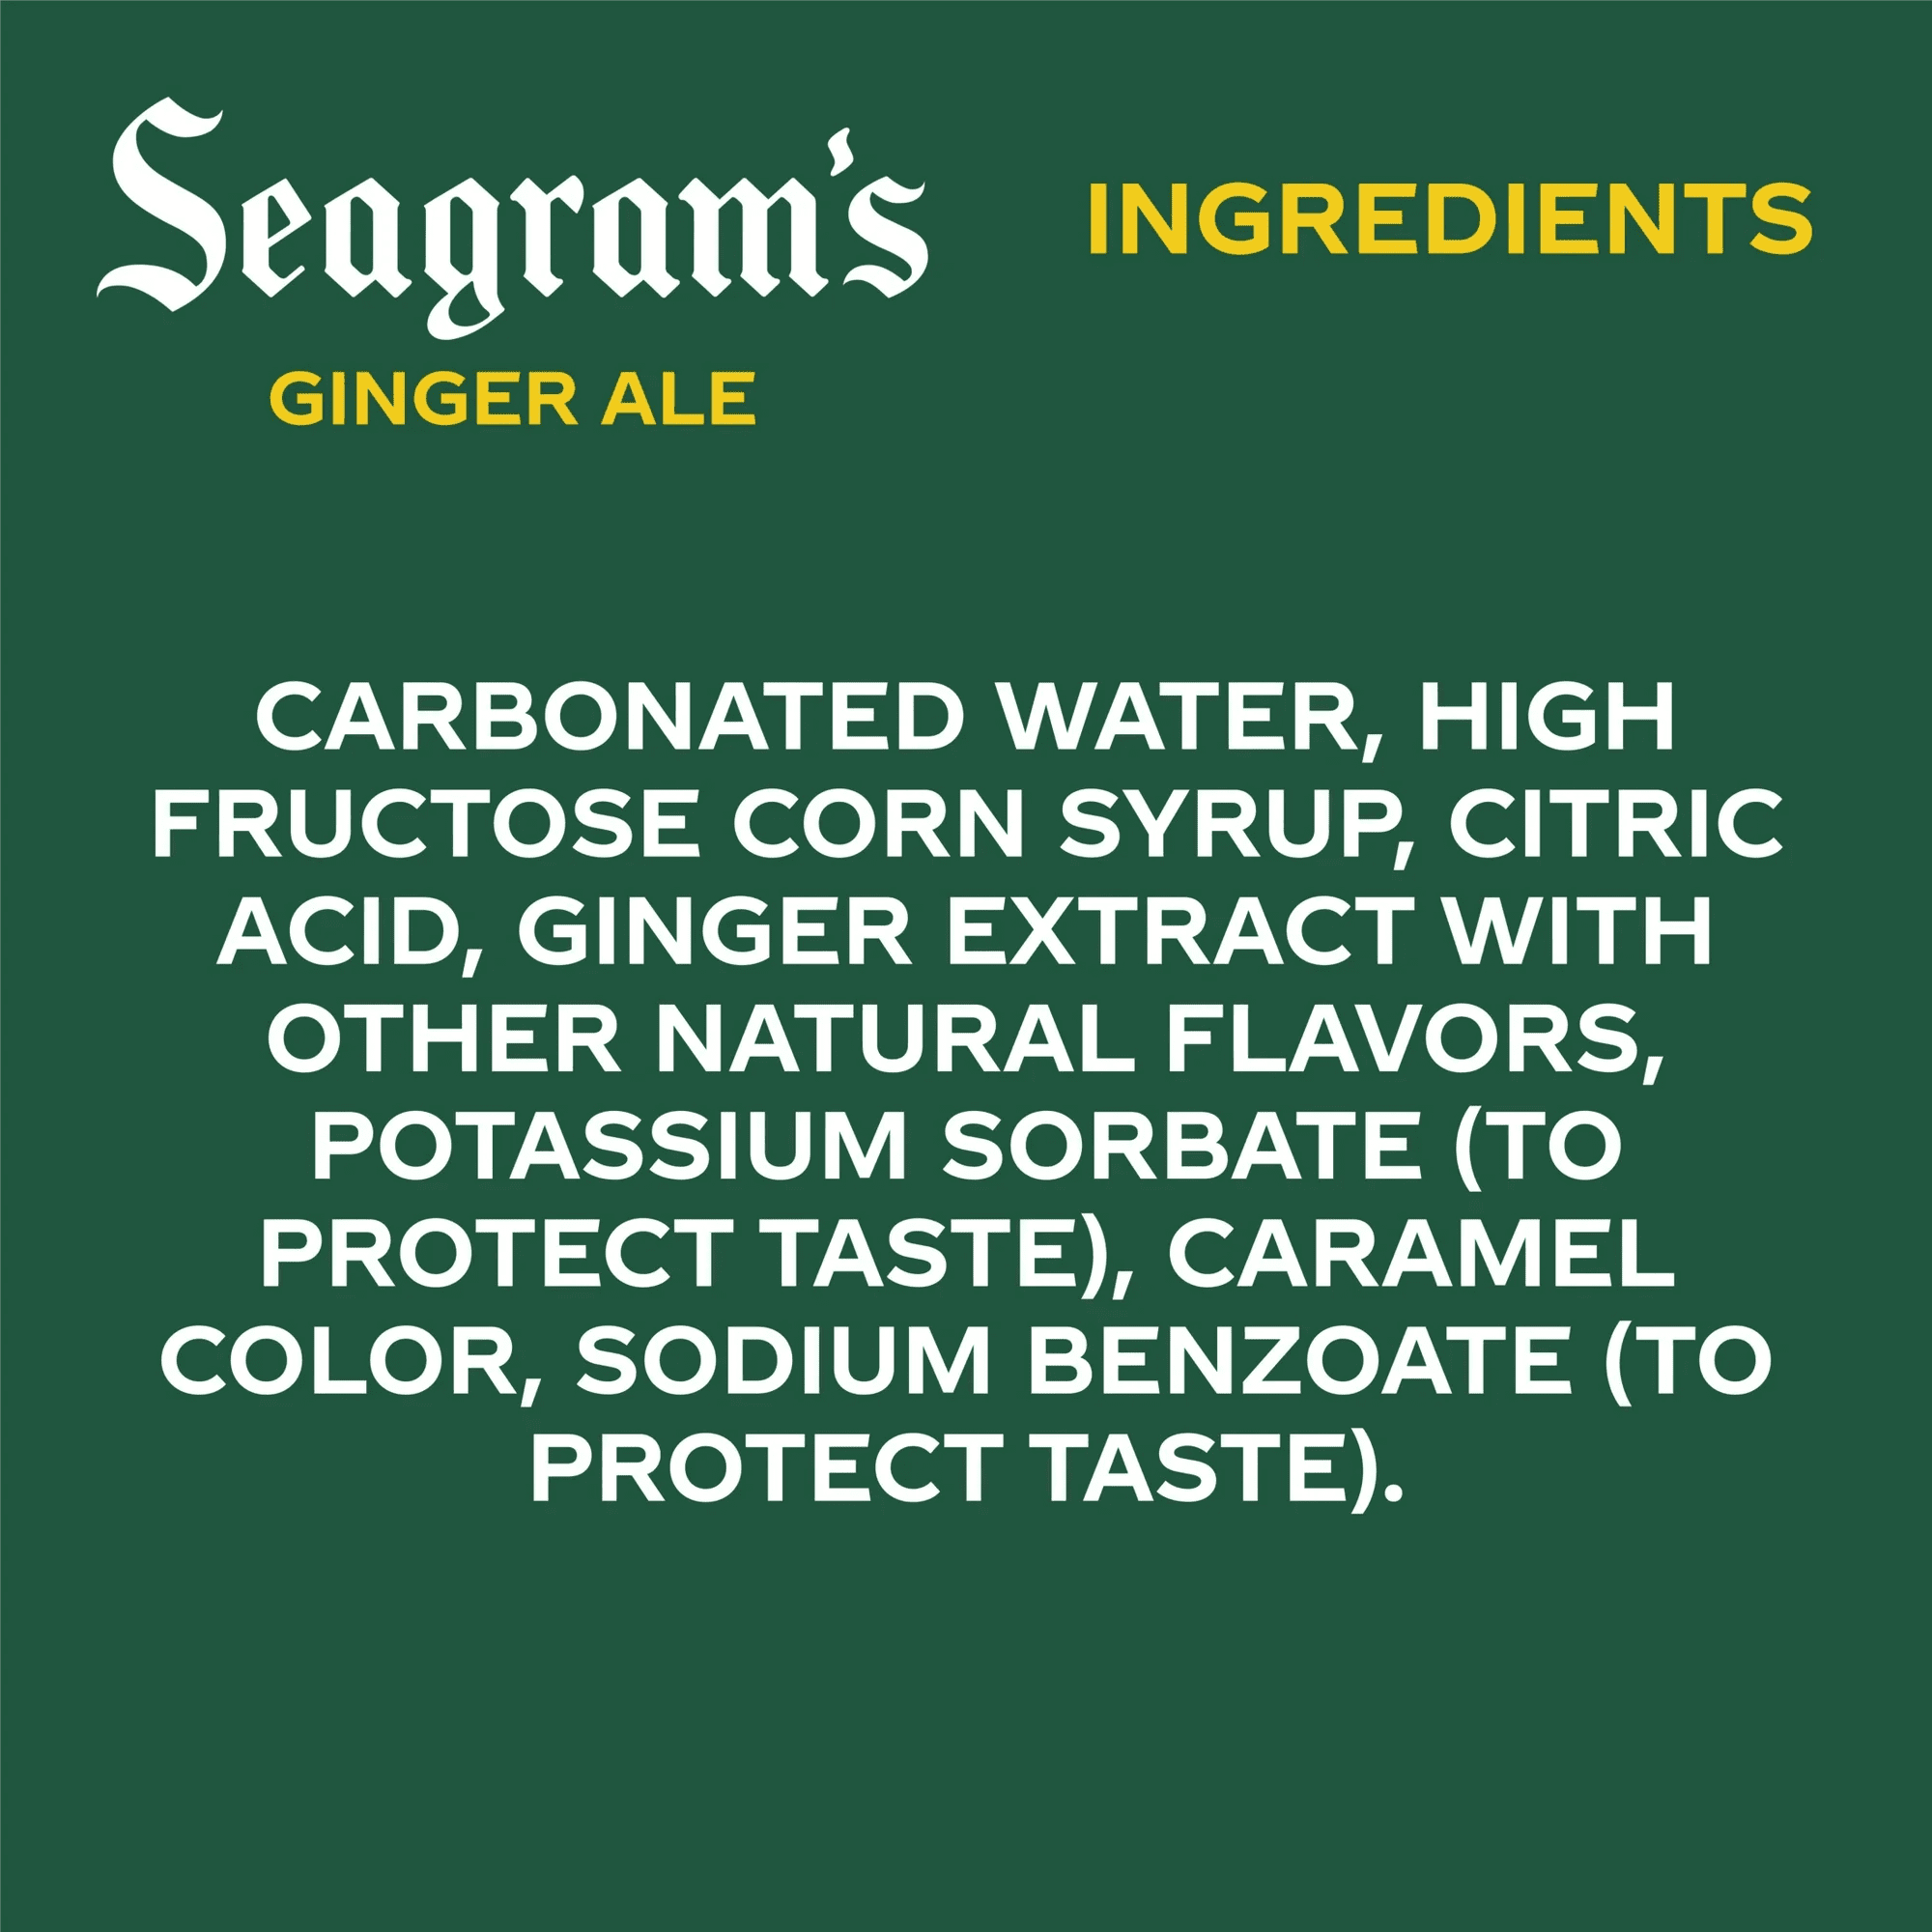 Seagram's
INGREDIENTS
GINGER ALE
CARBONATED WATER, HIGH
FRUCTOSE CORN SYRUP, CITRIC
ACID, GINGER EXTRACT WITH
OTHER NATURAL FLAVORS,
POTASSIUM SORBATE (TO
PROTECT TASTE), CARAMEL
COLOR, SODIUM BENZOATE (TO
PROTECT TASTE).